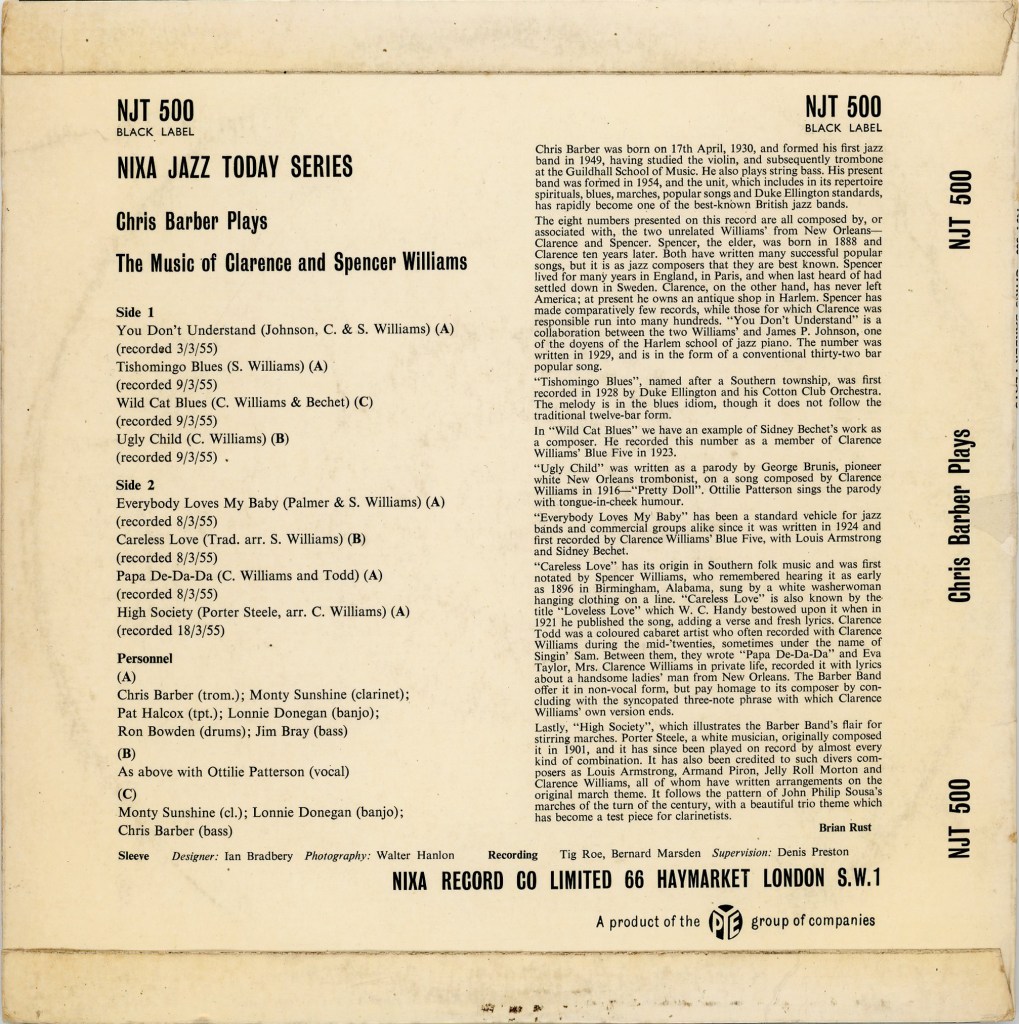 NJT 500
BLACK LABEL
NIXA JAZZ TODAY SERIES
Chris Barber Plays
The Music of Clarence and Spencer Williams
Side 1
You Don't Understand (Johnson, C. & S. Williams) (A)
(recorded 3/3/55)
Tishomingo Blues (S. Williams) (A)
(recorded 9/3/55)
Wild Cat Blues (C. Williams & Bechet) (C)
(recorded 9/3/55)
Ugly Child (C. Williams) (B)
(recorded 9/3/55) .
Side 2
Everybody Loves My Baby (Palmer & S. Williams) (A)
(recorded 8/3/55)
Careless Love (Trad. arr. S. Williams) (B)
(recorded 8/3/55)
Papa De-Da-Da (C. Williams and Todd) (A)
(recorded 8/3/55)
High Society (Porter Steele, arr. C. Williams) (A)
(recorded 18/3/55)
Personnel
(A)
Chris Barber (trom.); Monty Sunshine (clarinet);
Pat Halcox (tpt.); Lonnie Donegan (banjo);
Ron Bowden (drums); Jim Bray (bass)
(B)
As above with Ottilie Patterson (vocal)
(C)
Monty Sunshine (cl.); Lonnie Donegan (banjo);
Chris Barber (bass)
NJT 500
BLACK LABEL
Chris Barber was born on 17th April, 1930, and formed his first jazz
band in 1949, having studied the violin, and subsequently trombone
at the Guildhall School of Music. He also plays string bass. His present
band was formed in 1954, and the unit, which includes in its repertoire
spirituals, blues, marches, popular songs and Duke Ellington standards,
has rapidly become one of the best-known British jazz bands.
The eight numbers presented on this record are all composed by, or
associated with, the two unrelated Williams' from New Orleans—
Clarence and Spencer. Spencer, the elder, was born in 1888 and
Clarence ten years later. Both have written many successful popular
songs, but it is as jazz composers that they are best known. Spencer
lived for many years in England, in Paris, and when last heard of had
settled down in Sweden. Clarence, on the other hand, has never left
America; at present he owns an antique shop in Harlem. Spencer has
made comparatively few records, while those for which Clarence was
responsible run into many hundreds. "You Don't Understand" is a
collaboration between the two Williams' and James P. Johnson, one
of the doyens of the Harlem school of jazz piano. The number was
written in 1929, and is in the form of a conventional thirty-two bar
popular song.
"Tishomingo Blues", named after a Southern township, was first
recorded in 1928 by Duke Ellington and his Cotton Club Orchestra.
The melody is in the blues idiom, though it does not follow the
traditional twelve-bar form.
In "Wild Cat Blues" we have an example of Sidney Bechet's work as
a composer. He recorded this number as a member of Clarence
Williams' Blue Five in 1923.
"Ugly Child" was written as a parody by George Brunis, pioneer
white New Orleans trombonist, on a song composed by Clarence
Williams in 1916—"Pretty Doll". Ottilie Patterson sings the parody
with tongue-in-cheek humour.
"Everybody Loves My Baby" has been a standard vehicle for jazz
bands and commercial groups alike since it was written in 1924 and
first recorded by Clarence Williams' Blue Five, with Louis Armstrong
and Sidney Bechet.
"Careless Love" has its origin in Southern folk music and was first
notated by Spencer Williams, who remembered hearing it as early
as 1896 in Birmingham, Alabama, sung by a white washerwoman
hanging clothing on a line. "Careless Love" is also known by the
title "Loveless Love" which W. C. Handy bestowed upon it when in
1921 he published the song, adding a verse and fresh lyrics. Clarence
Todd was a coloured cabaret artist who often recorded with Clarence
Williams during the mid-'twenties, sometimes under the name of
Singin' Sam. Between them, they wrote "Papa De-Da-Da" and Eva
Taylor, Mrs. Clarence Williams in private life, recorded it with lyrics
about a handsome ladies' man from New Orleans. The Barber Band
offer it in non-vocal form, but pay homage to its composer by con-
cluding with the syncopated three-note phrase with which Clarence
Williams' own version ends.
Lastly, "High Society", which illustrates the Barber Band's flair for
stirring marches. Porter Steele, a white musician, originally composed
it in 1901, and it has since been played on record by almost every
kind of combination. It has also been credited to such divers com-
posers as Louis Armstrong, Armand Piron, Jelly Roll Morton and
Clarence Williams, all of whom have written arrangements on the
original march theme. It follows the pattern of John Philip Sousa's
marches of the turn of the century, with a beautiful trio theme which
has become a test piece for clarinetists.
Brian Rust
Sleeve Designer: Ian Bradbery Photography: Walter Hanlon Recording Tig Roe, Bernard Marsden Supervision: Denis Preston
NIXA RECORD CO LIMITED 66 HAYMARKET LONDON S.W.1
A product of the PYE group of companies
NJT 500
Chris Barber Plays
NJT 500